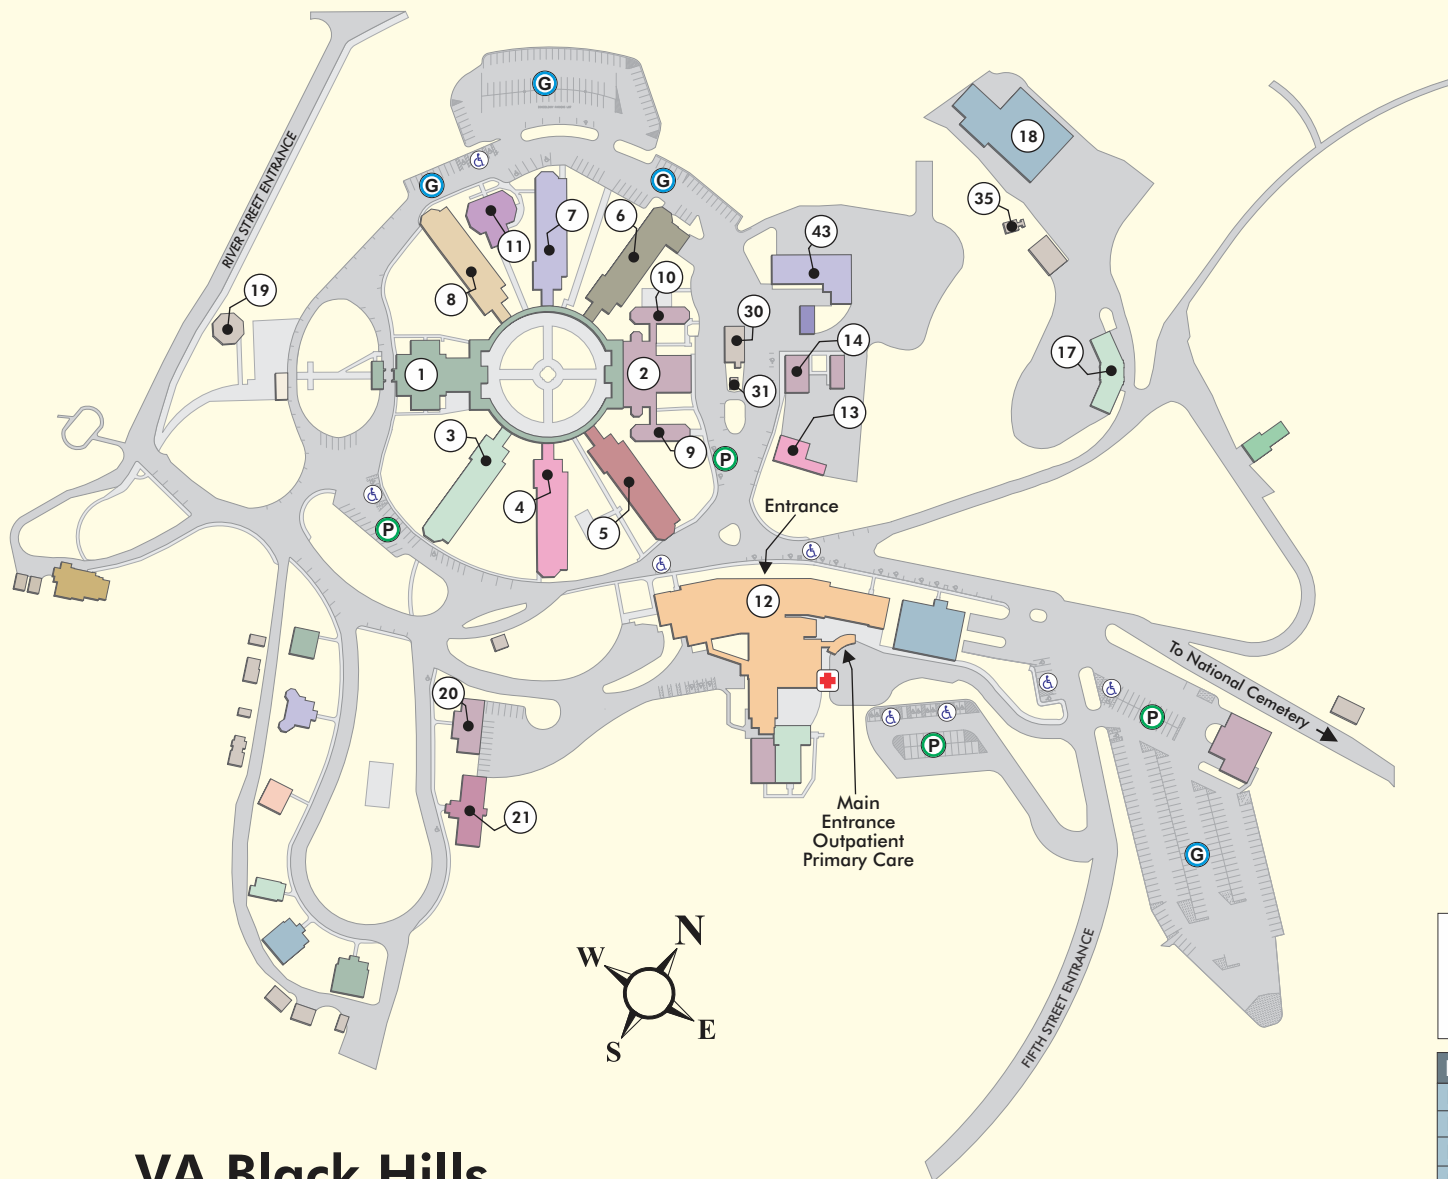 G
18
RIVER STREET ENTRANCE
G
G
35
7
6
11
43
10
19
8
30
14
17
1
2
31
13
3
9
P
4
5
P
Entrance
12
To National Cemetery
20
P
P
21
Main
Entrance
Outpatient
Primary Care
G
N
W
E
S
FIFTH STREET ENTRANCE
VA Black Hills